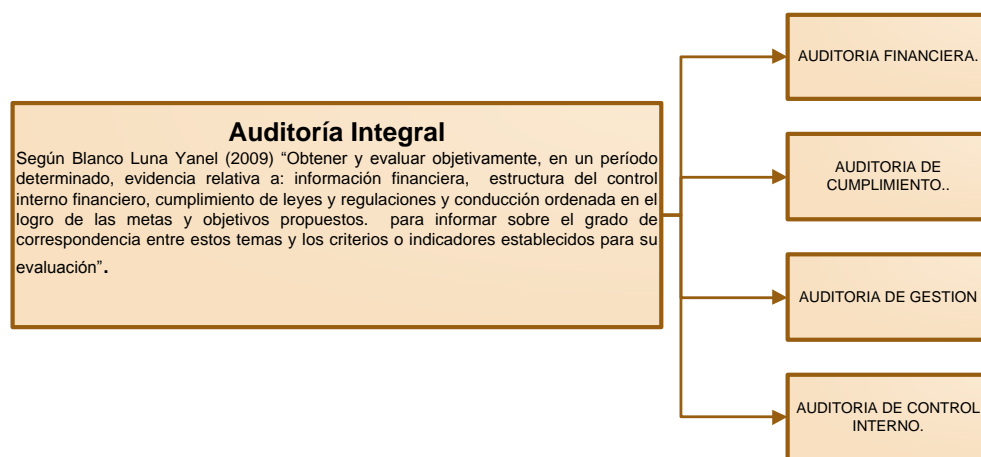 Auditoría Integral
Según Blanco Luna Yanel (2009) “Obtener y evaluar objetivamente, en un período
determinado, evidencia relativa a: información financiera, estructura del control
interno financiero, cumplimiento de leyes y regulaciones y conducción ordenada en el
logro de las metas y objetivos propuestos. para informar sobre el grado de
correspondencia entre estos temas y los criterios o indicadores establecidos para su
evaluación”.
AUDITORIA FINANCIERA.
AUDITORIA DE
CUMPLIMIENTO..
AUDITORIA DE GESTION
AUDITORIA DE CONTROL
INTERNO.